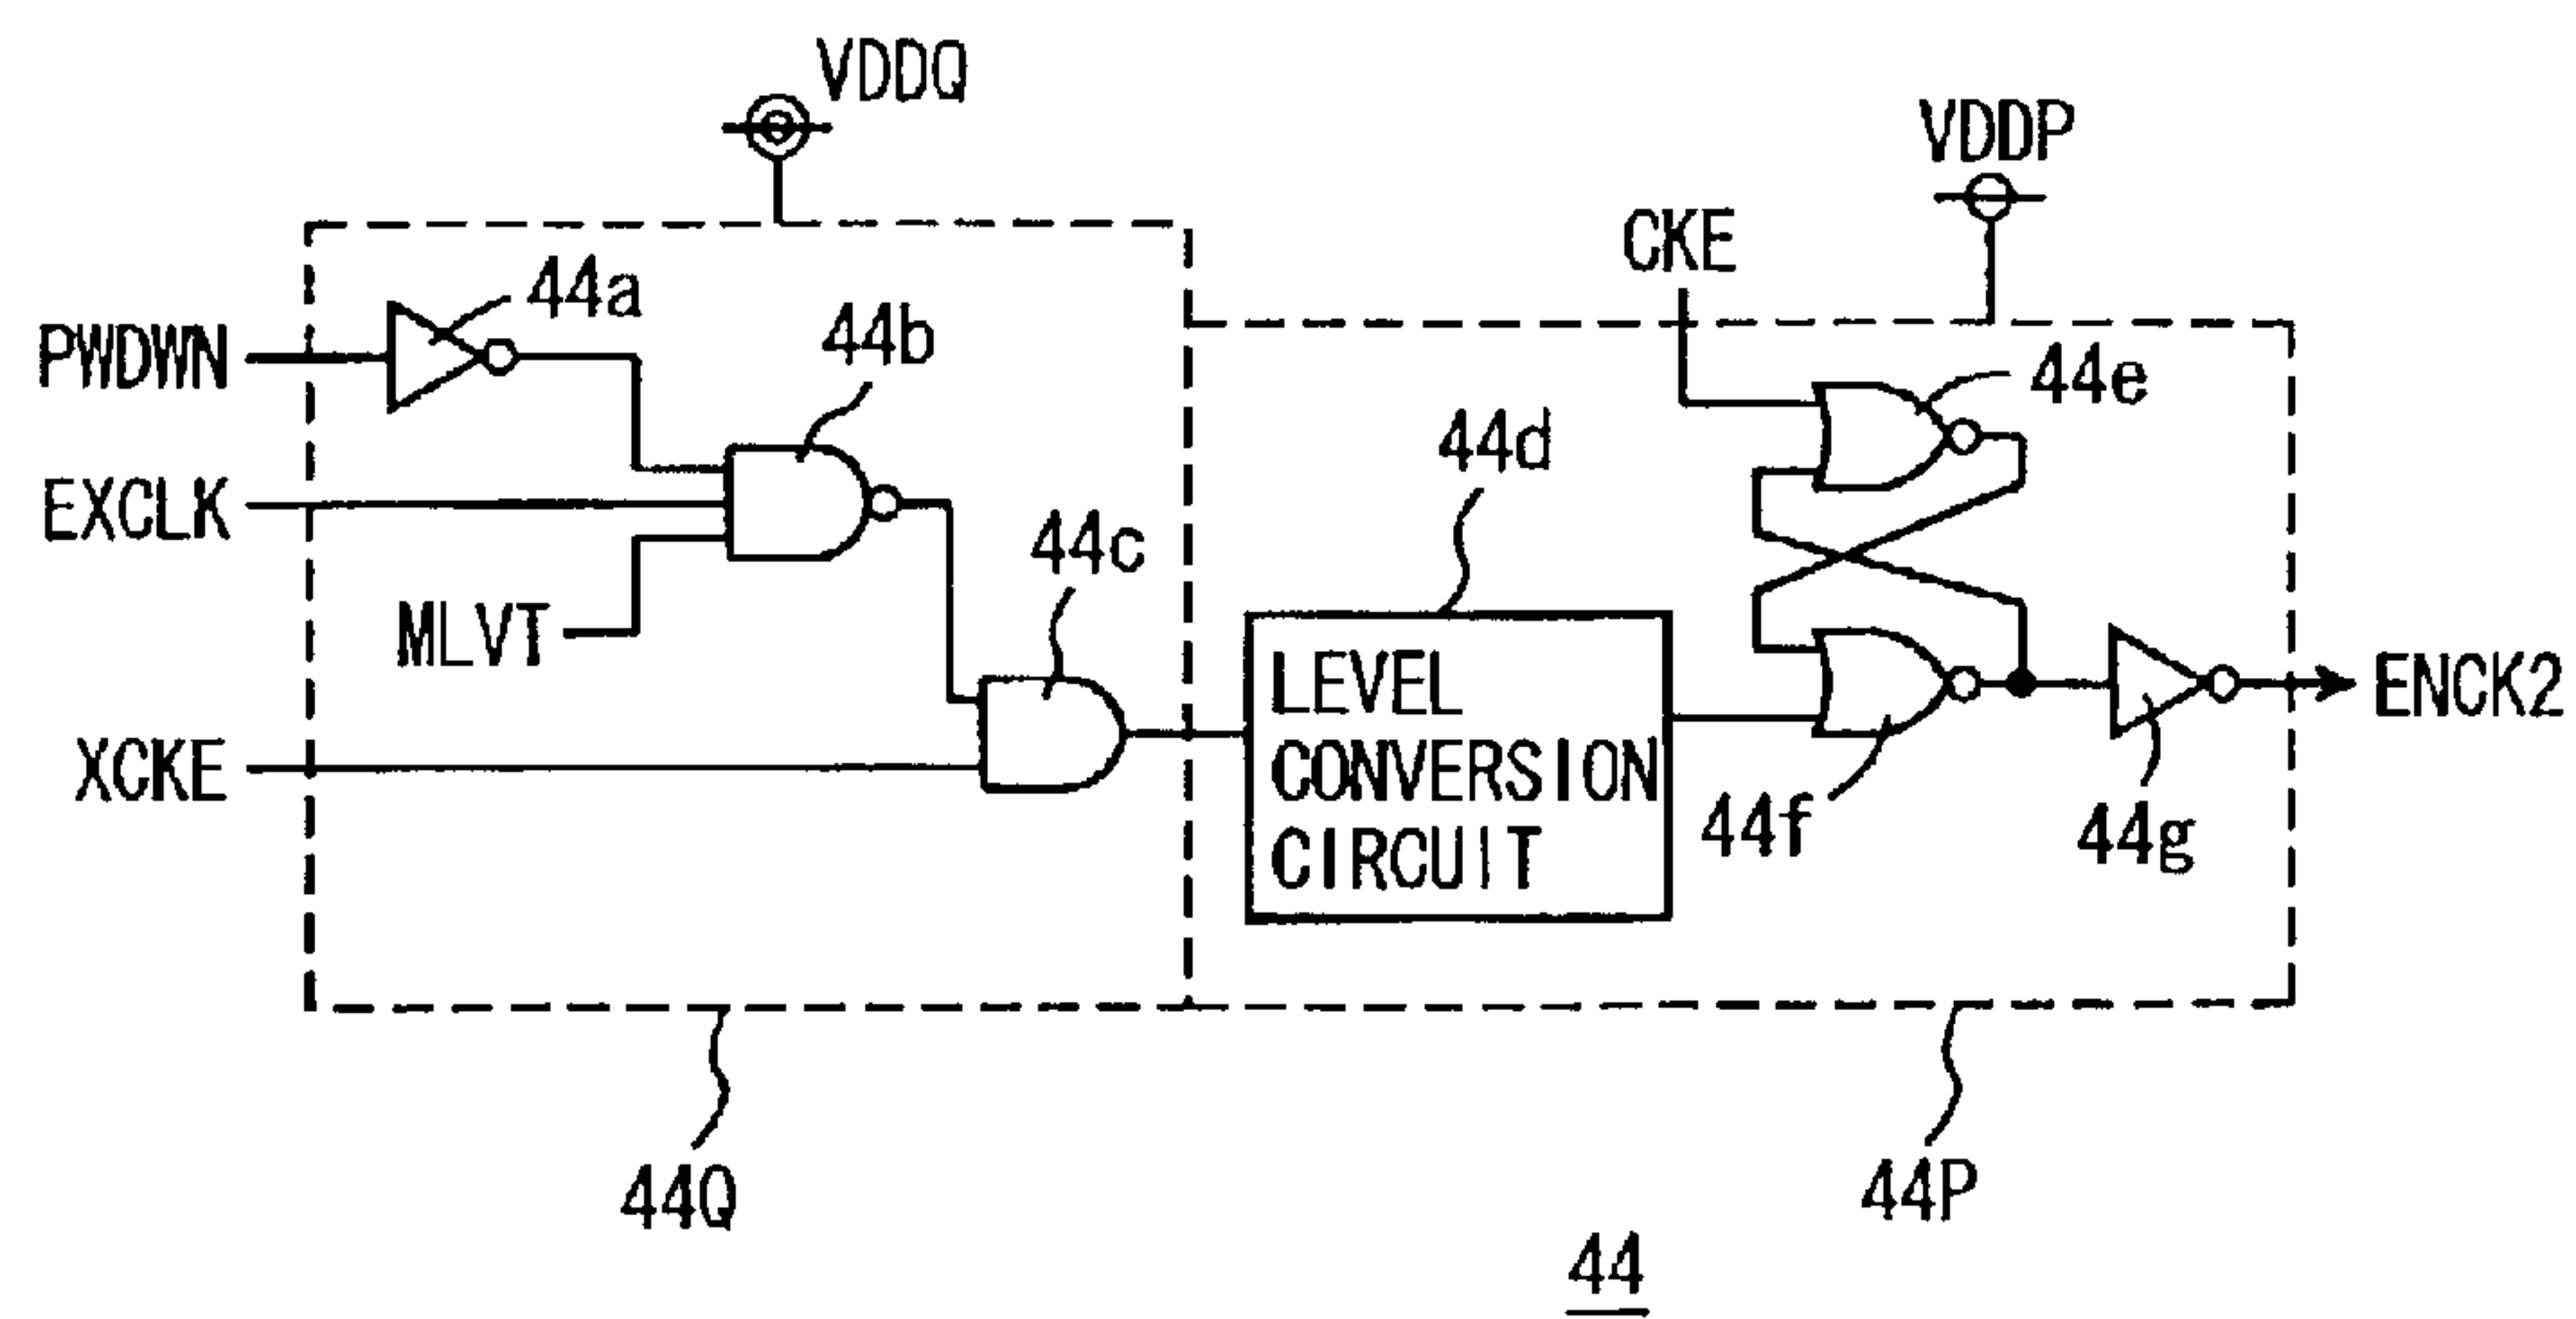 VDDQ
VDDP
CKE
44a
PWDWN
44b
44e
44d
EXCLK
44c
MLVT
LEVEL
CONVERSION
CIRCUIT
ENCK2
XCKE
44f
44g
44Q
44P
44